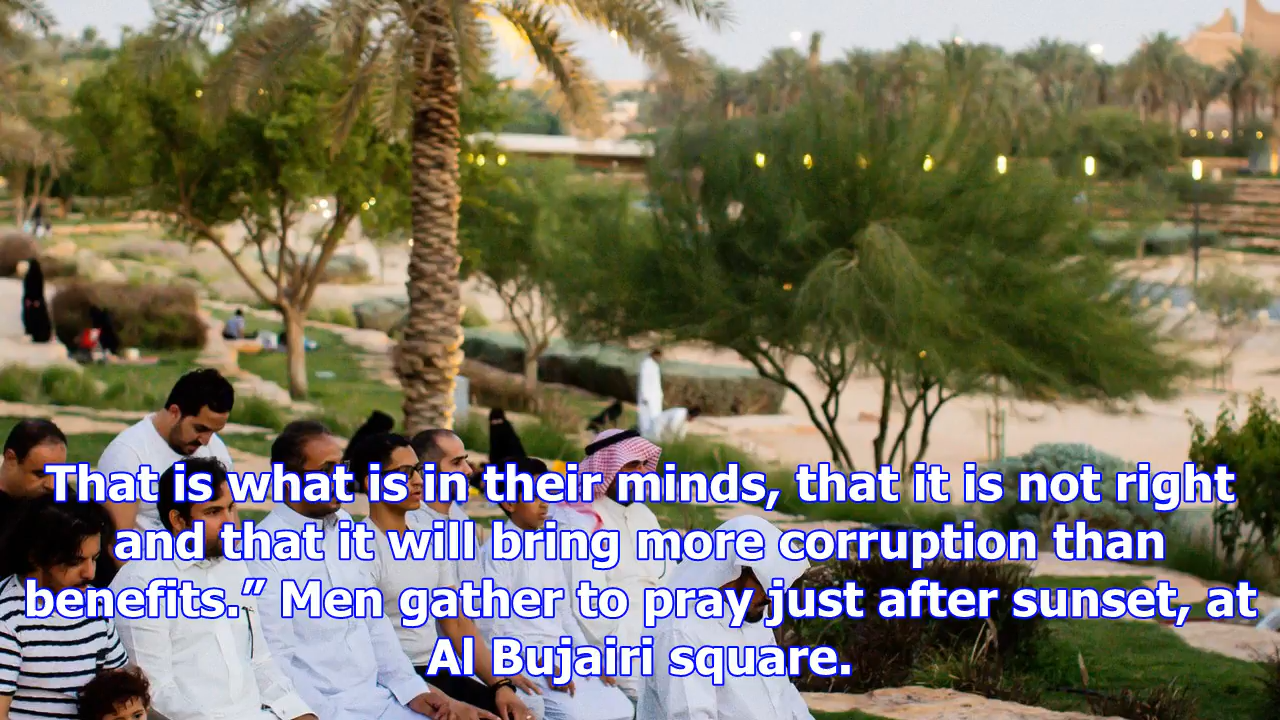 That is what is in their minds, that it is not right
and that it will bring more corruption than
benefits.” Men gather to pray just after sunset, at
Al Bujairi square.